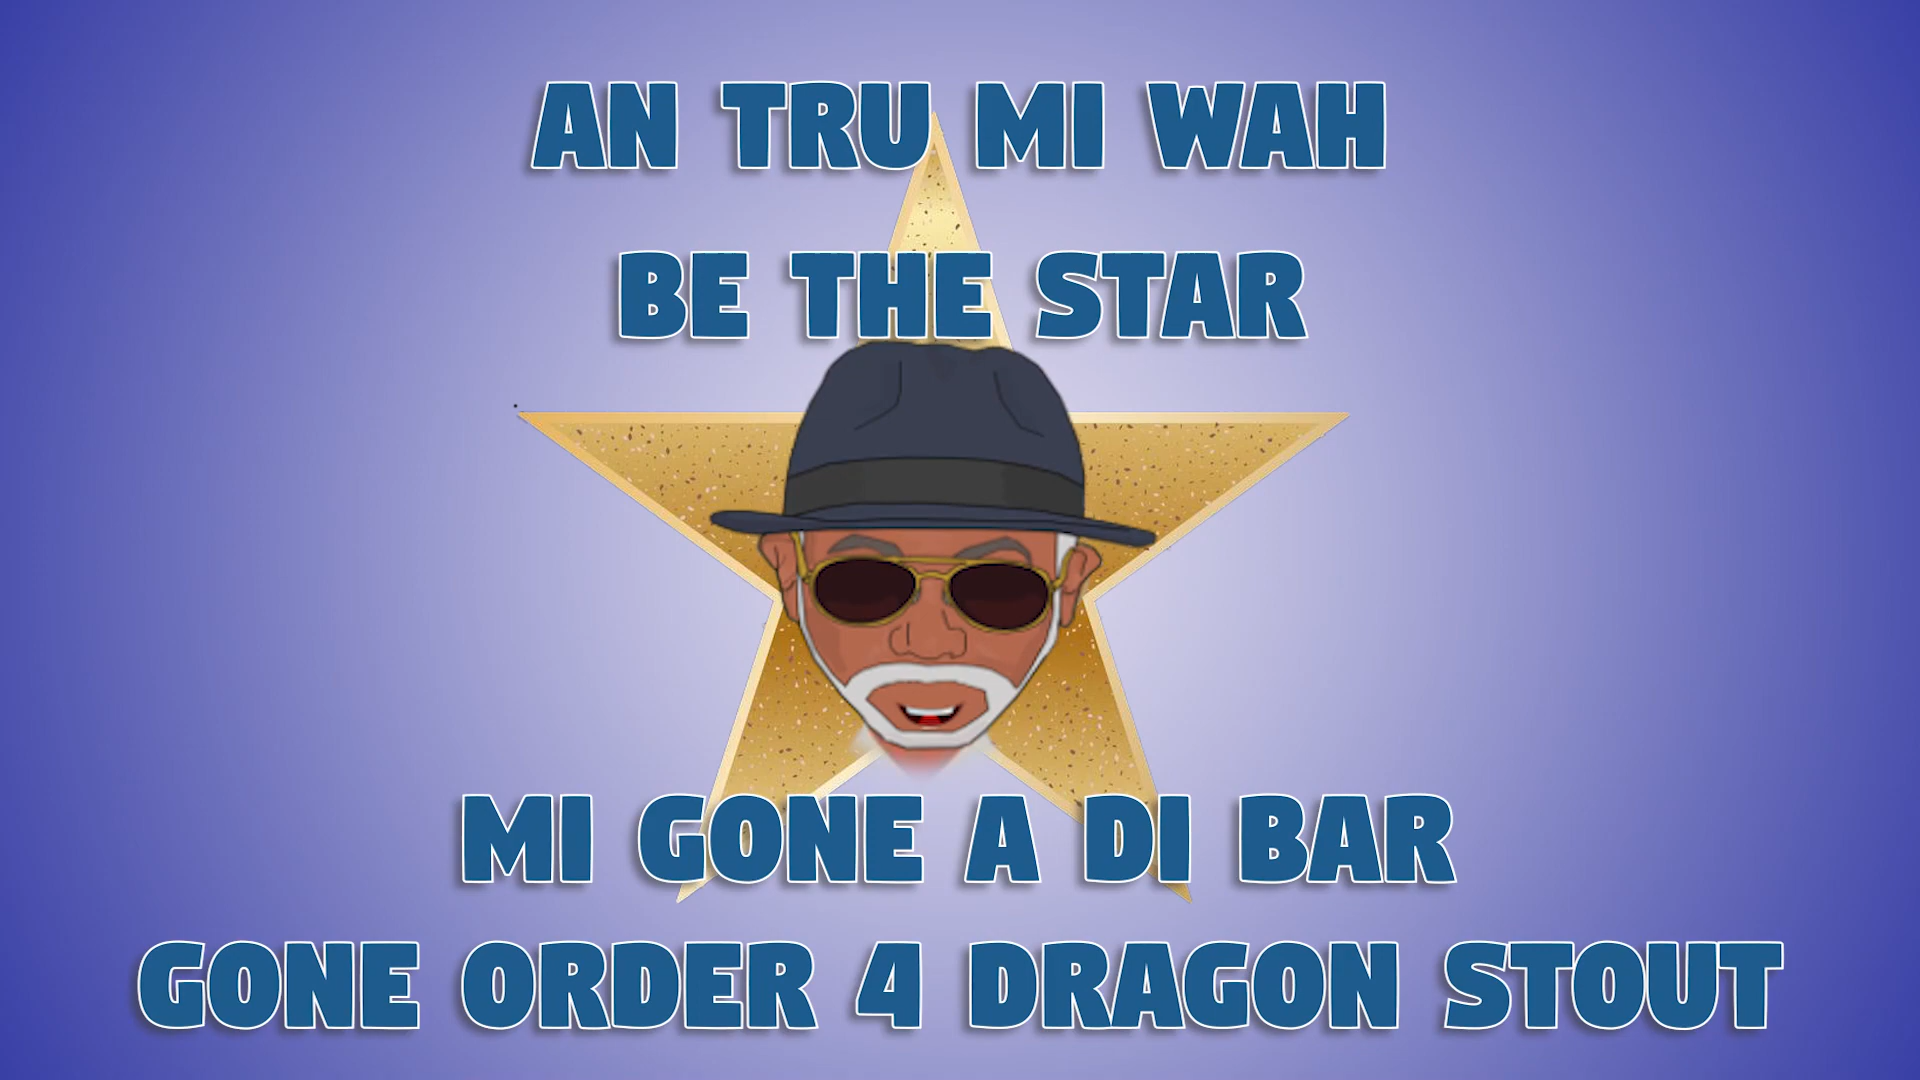 AN TRU MI WAH
BE THE STAR
MI GONE A DI BAR
GONE ORDER 4 DRAGON STOUT